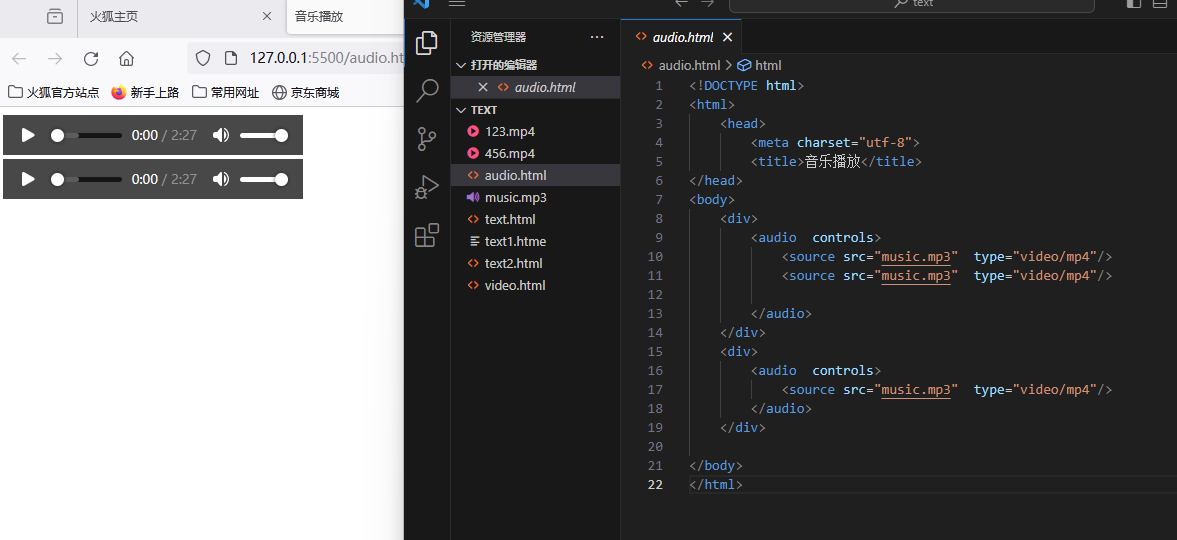 火狐主页
音乐播放
127.0.0.1:5500/audio.ht
火狐官方站点 新手上路 常用网址 京东商城
0:00 / 2:27
0:00 / 2:27
text
资源管理器 ···
打开的编辑器
audio.html
TEXT
123.mp4
456.mp4
audio.html
music.mp3
text.html
text1.htme
text2.html
video.html
audio.html
audio.html > html
1 <!DOCTYPE html>
2 <html>
3 <head>
4 <meta charset="utf-8">
5 <title>音乐播放</title>
6 </head>
7 <body>
8 <div>
9 <audio  controls>
10 <source src="music.mp3"  type="video/mp4"/>
11 <source src="music.mp3"  type="video/mp4"/>
12
13 </audio>
14 </div>
15 <div>
16 <audio  controls>
17 <source src="music.mp3"  type="video/mp4"/>
18 </audio>
19 </div>
20
21 </body>
22 </html>